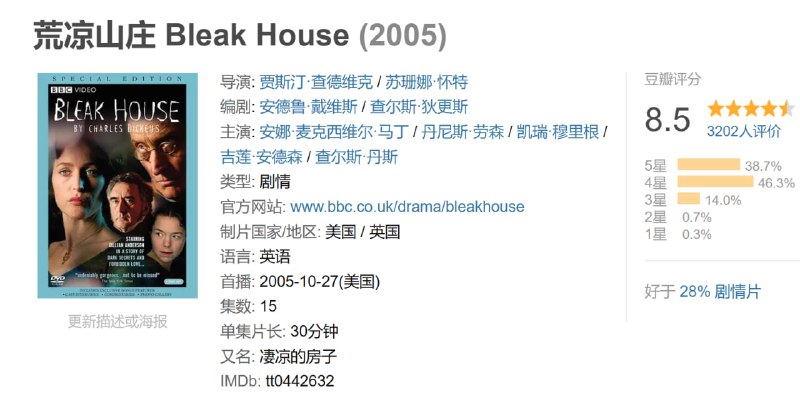 荒凉山庄 Bleak House (2005)
SPECIAL EDITION
BBC VIDEO
BLEAK HOUSE
BY CHARLES DICKENS
STARRING
GILLIAN ANDERSON
IN A STORY OF
DARK SECRETS AND
FORBIDDEN LOVE...
"undeniably gorgeous...not to be missed"
The New York Times
DVD
更新描述或海报
导演: 贾斯汀·查德维克 / 苏珊娜·怀特
编剧: 安德鲁·戴维斯 / 查尔斯·狄更斯
主演: 安娜·麦克西维尔·马丁 / 丹尼斯·劳森 / 凯瑞·穆里根 /
吉莲·安德森 / 查尔斯·丹斯
类型: 剧情
官方网站: www.bbc.co.uk/drama/bleakhouse
制片国家/地区: 美国 / 英国
语言: 英语
首播: 2005-10-27(美国)
集数: 15
单集片长: 30分钟
又名: 凄凉的房子
IMDb: tt0442632
豆瓣评分
8.5
3202人评价
5星 38.7%
4星 46.3%
3星 14.0%
2星 0.7%
1星 0.3%
好于 28% 剧情片